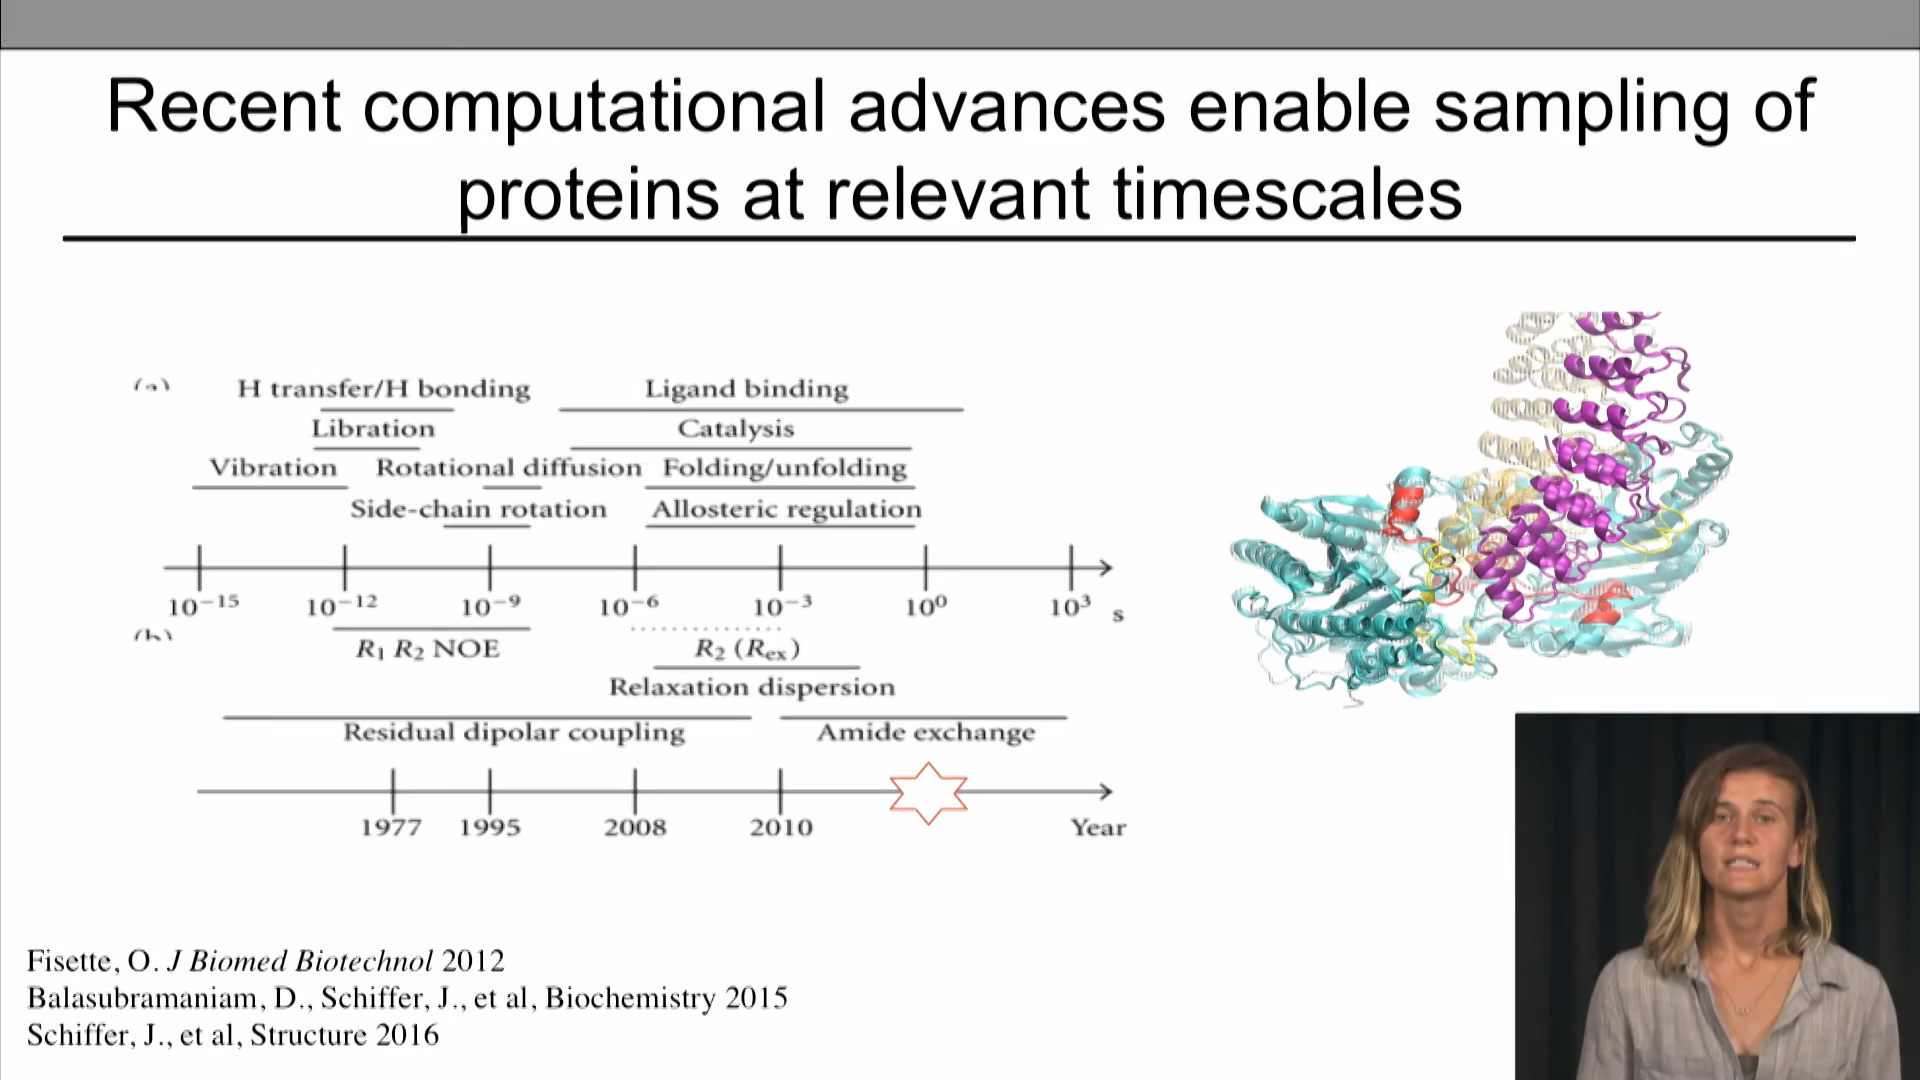 Recent computational advances enable sampling of
proteins at relevant timescales
(a)
H transfer/H bonding Ligand binding
Libration Catalysis
Vibration Rotational diffusion Folding/unfolding
Side-chain rotation Allosteric regulation
10⁻¹⁵ 10⁻¹² 10⁻⁹ 10⁻⁶ 10⁻³ 10⁰ 10³ s
(b)
R₁ R₂ NOE R₂ (Rₑₓ)
Relaxation dispersion
Residual dipolar coupling Amide exchange
1977 1995 2008 2010 Year
Fisette, O. J Biomed Biotechnol 2012
Balasubramaniam, D., Schiffer, J., et al, Biochemistry 2015
Schiffer, J., et al, Structure 2016